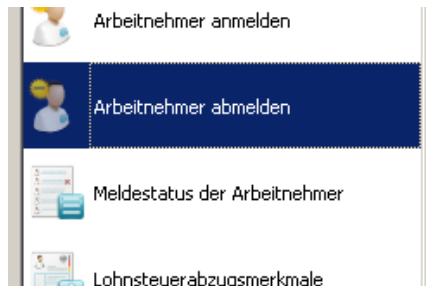 Arbeitnehmer anmelden
Arbeitnehmer abmelden
Meldestatus der Arbeitnehmer
Lohnsteuerabzugsmerkmale